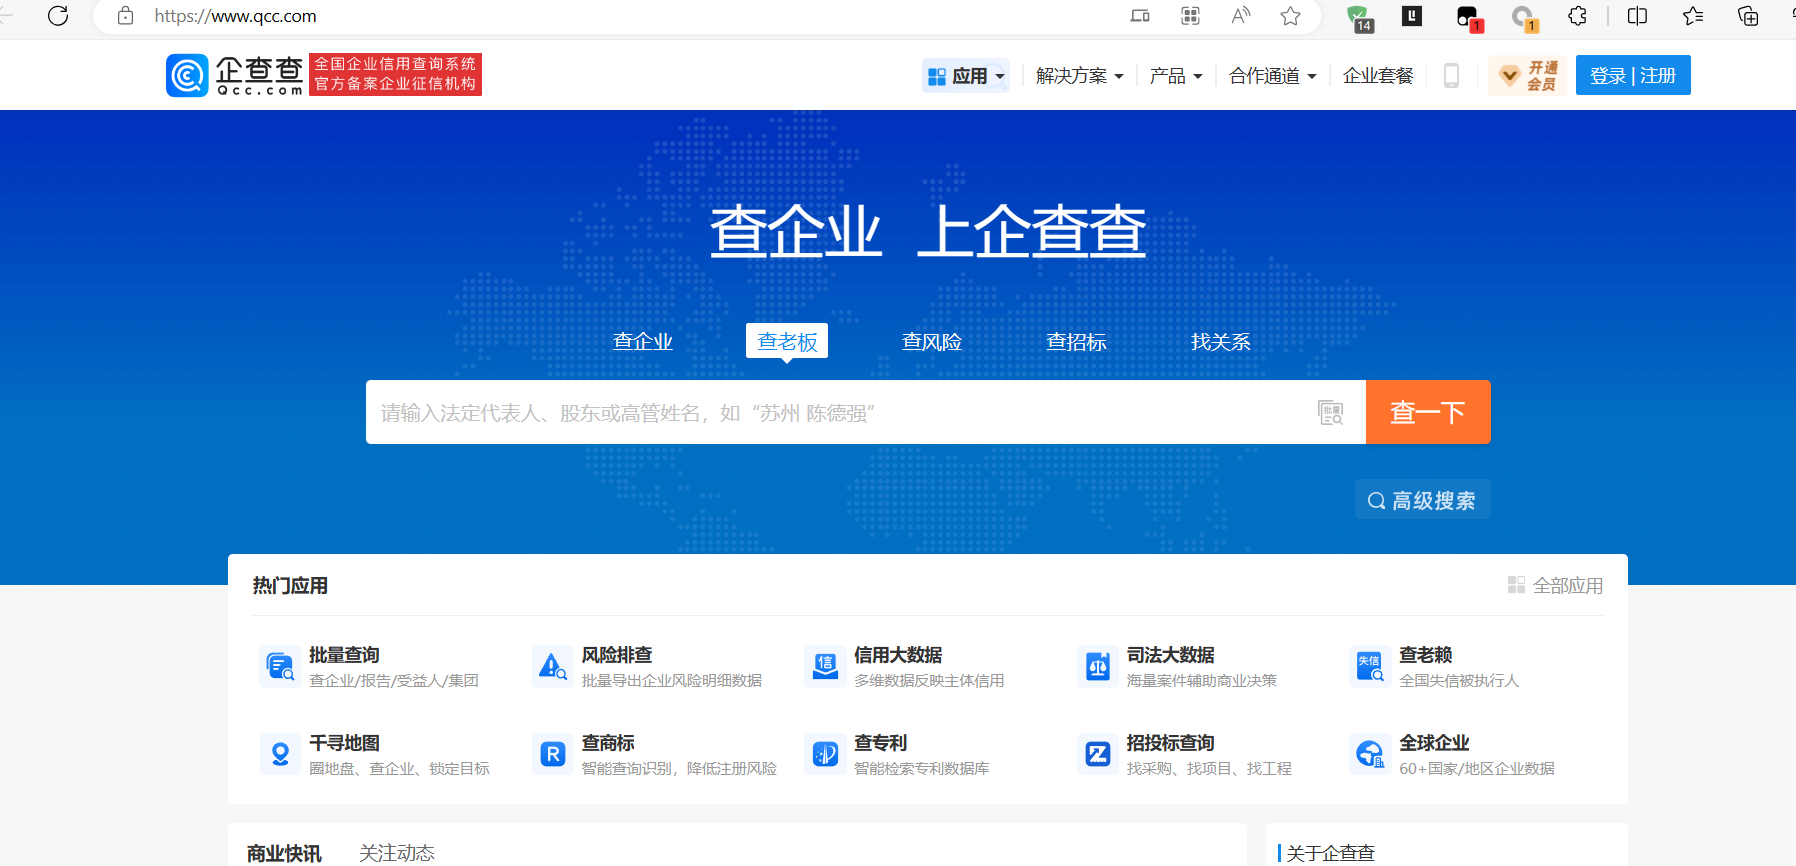 https://www.qcc.com
14
1
1
企查查
Qcc.com
全国企业信用查询系统
官方备案企业征信机构
应用
解决方案
产品
合作通道
企业套餐
开通
会员
登录 | 注册
查企业 上企查查
查企业
查老板
查风险
查招标
找关系
请输入法定代表人、股东或高管姓名，如“苏州 陈德强”
批量
查一下
高级搜索
热门应用
全部应用
批量查询
查企业/报告/受益人/集团
风险排查
批量导出企业风险明细数据
信
信用大数据
多维数据反映主体信用
司法大数据
海量案件辅助商业决策
失信
查老赖
全国失信被执行人
千寻地图
圈地盘、查企业、锁定目标
R
查商标
智能查询识别，降低注册风险
查专利
智能检索专利数据库
招投标查询
找采购、找项目、找工程
全球企业
60+国家/地区企业数据
商业快讯
关注动态
关于企查查